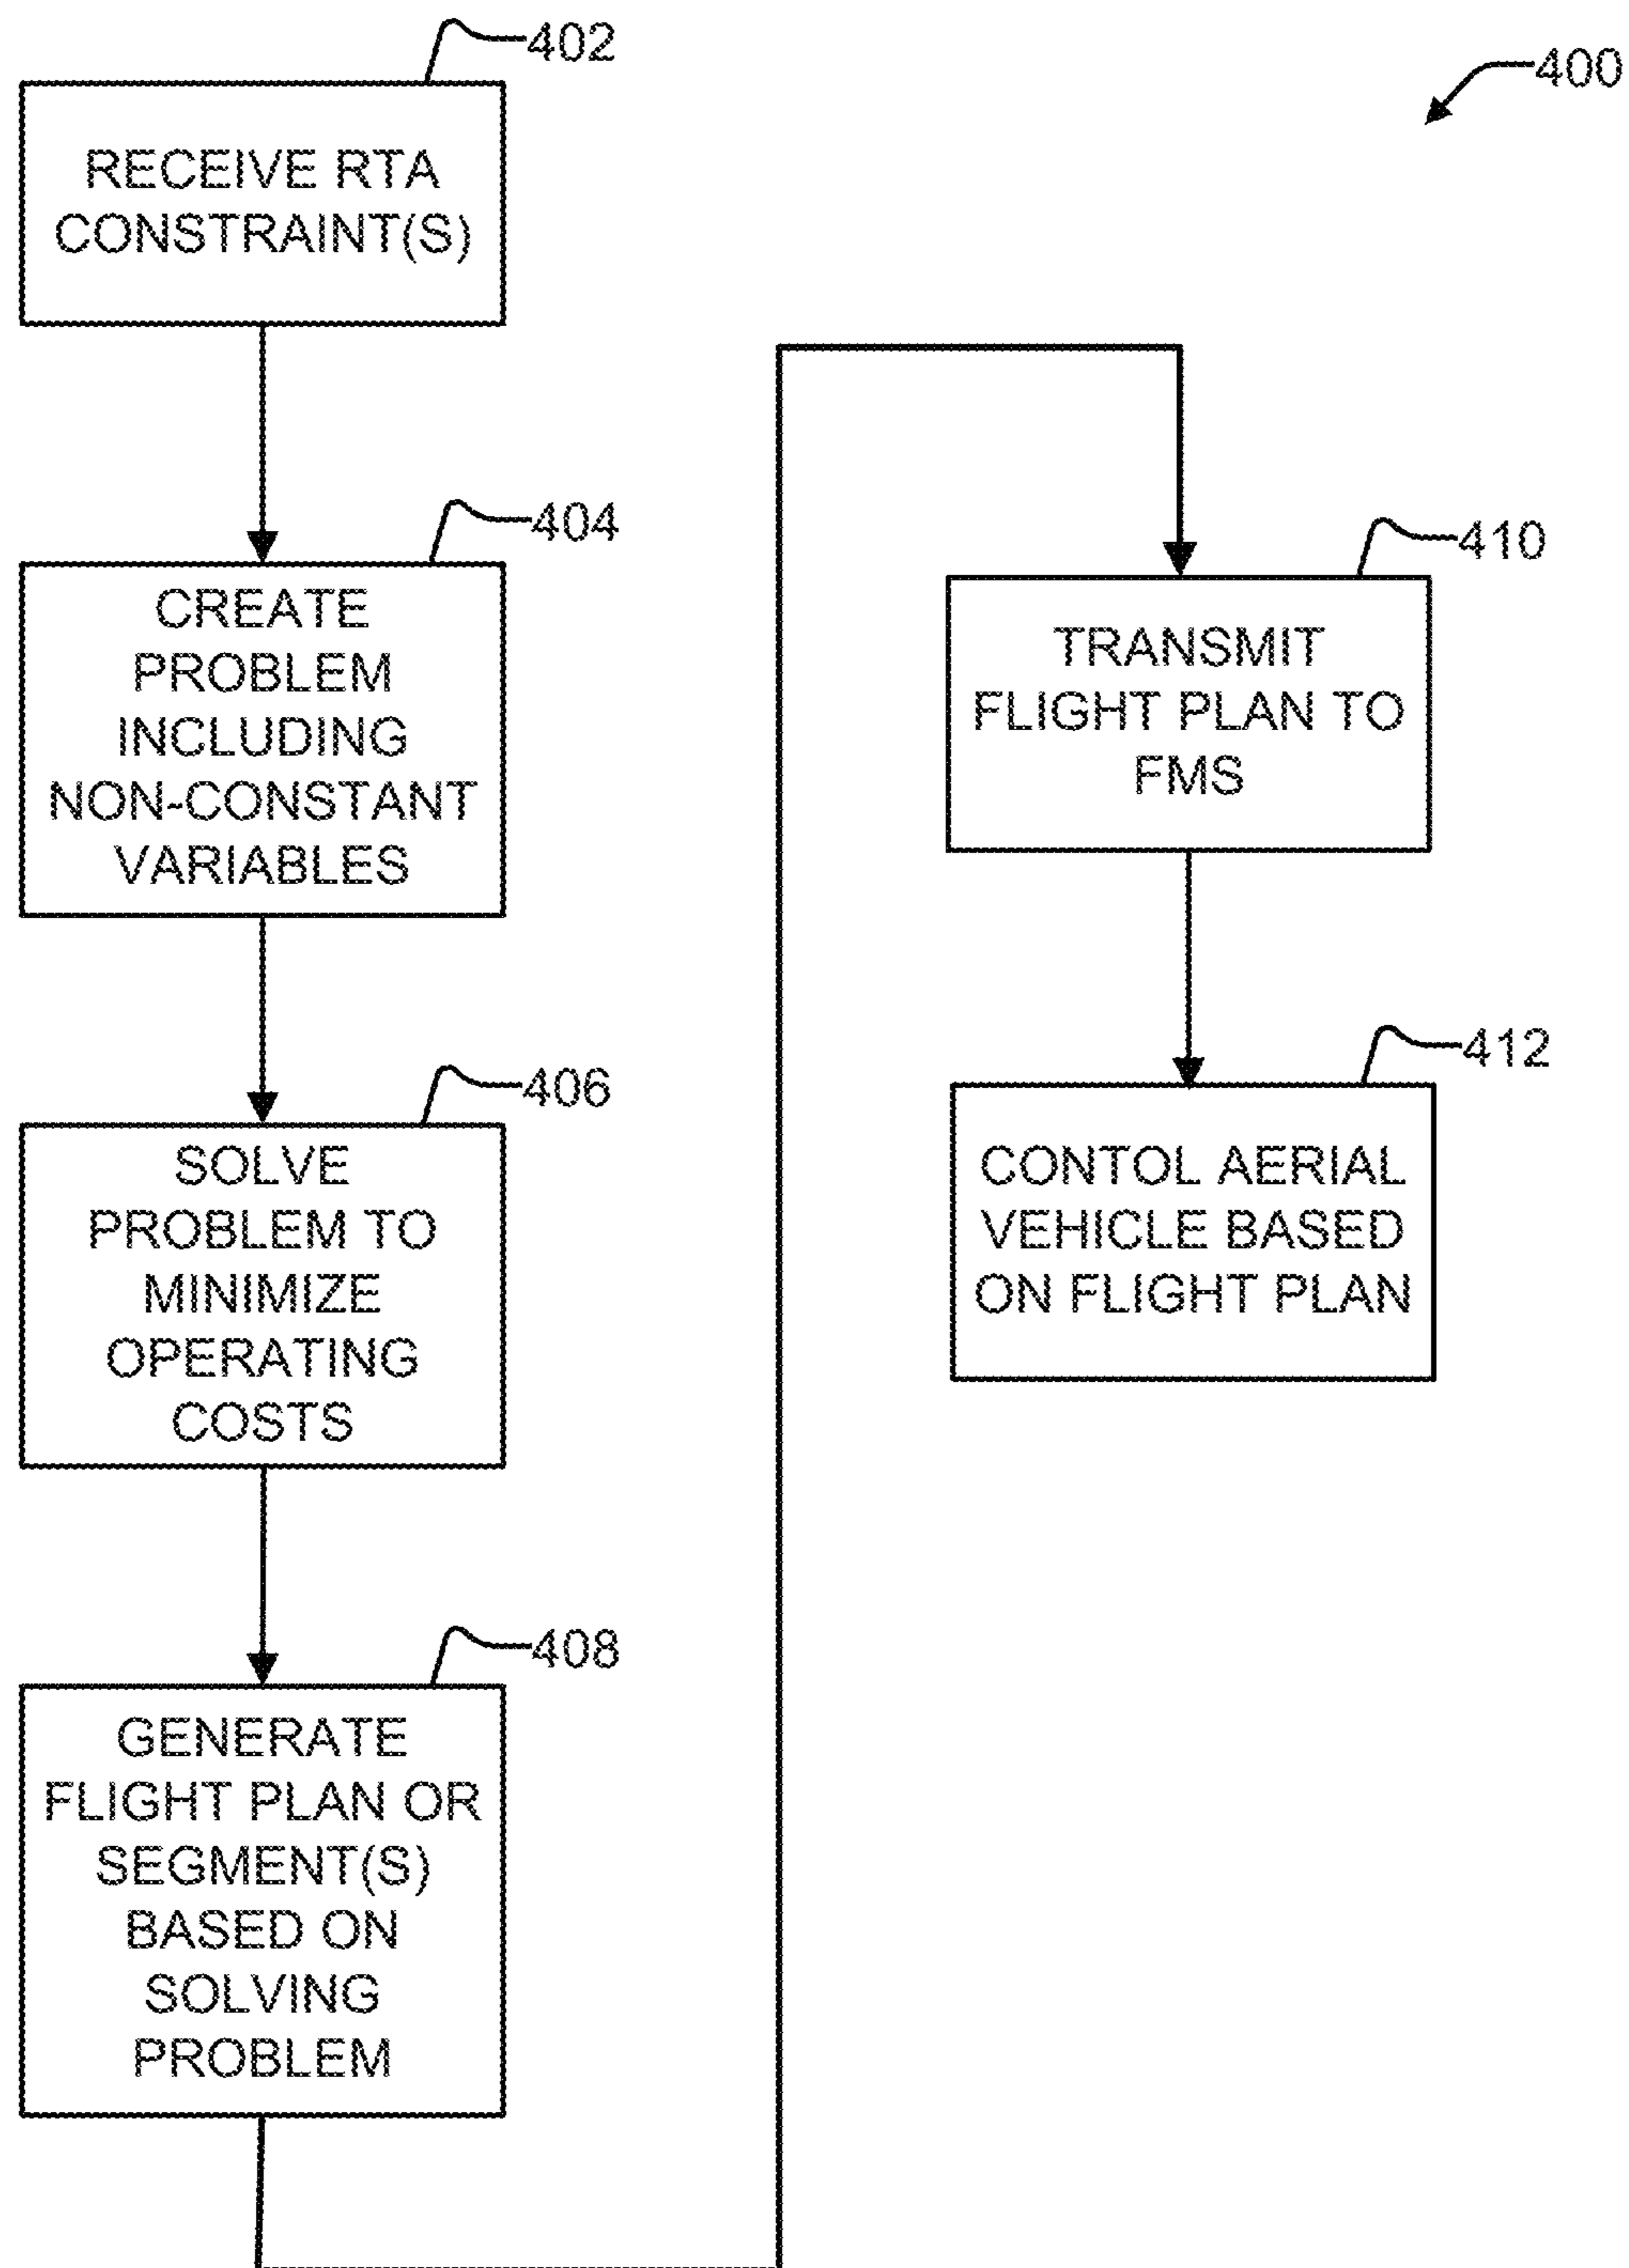 402
400
RECEIVE RTA
CONSTRAINT(S)
404
CREATE
PROBLEM
INCLUDING
NON-CONSTANT
VARIABLES
406
SOLVE
PROBLEM TO
MINIMIZE
OPERATING
COSTS
408
GENERATE
FLIGHT PLAN OR
SEGMENT(S)
BASED ON
SOLVING
PROBLEM
410
TRANSMIT
FLIGHT PLAN TO
FMS
412
CONTOL AERIAL
VEHICLE BASED
ON FLIGHT PLAN